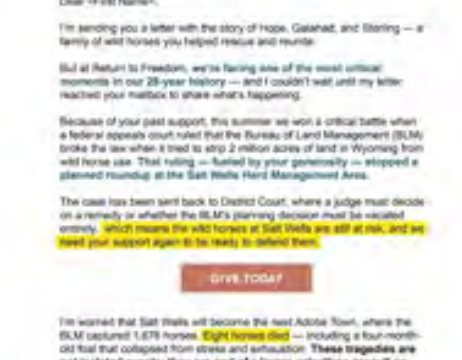 Dear <First Name>,
I'm sending you a letter with the story of Hope, Galahad, and Sterling — a
family of wild horses you helped rescue and reunite.
But at Return to Freedom, we're facing one of the most critical
moments in our 28-year history — and I couldn't wait until my letter
reached your mailbox to share what's happening.
Because of your past support, this summer we won a critical battle when
a federal appeals court ruled that the Bureau of Land Management (BLM)
broke the law when it tried to strip 2 million acres of land in Wyoming from
wild horse use. That ruling — fueled by your generosity — stopped a
planned roundup at the Salt Wells Herd Management Area.
The case has been sent back to District Court, where a judge must decide
on a remedy or whether the BLM's planning decision must be vacated
entirely, which means the wild horses at Salt Wells are still at risk, and we
need your support again to be ready to defend them.
GIVE TODAY
I'm worried that Salt Wells will become the next Adobe Town, where the
BLM captured 1,675 horses. Eight horses died — including a four-month-
old foal that collapsed from stress and exhaustion. These tragedies are